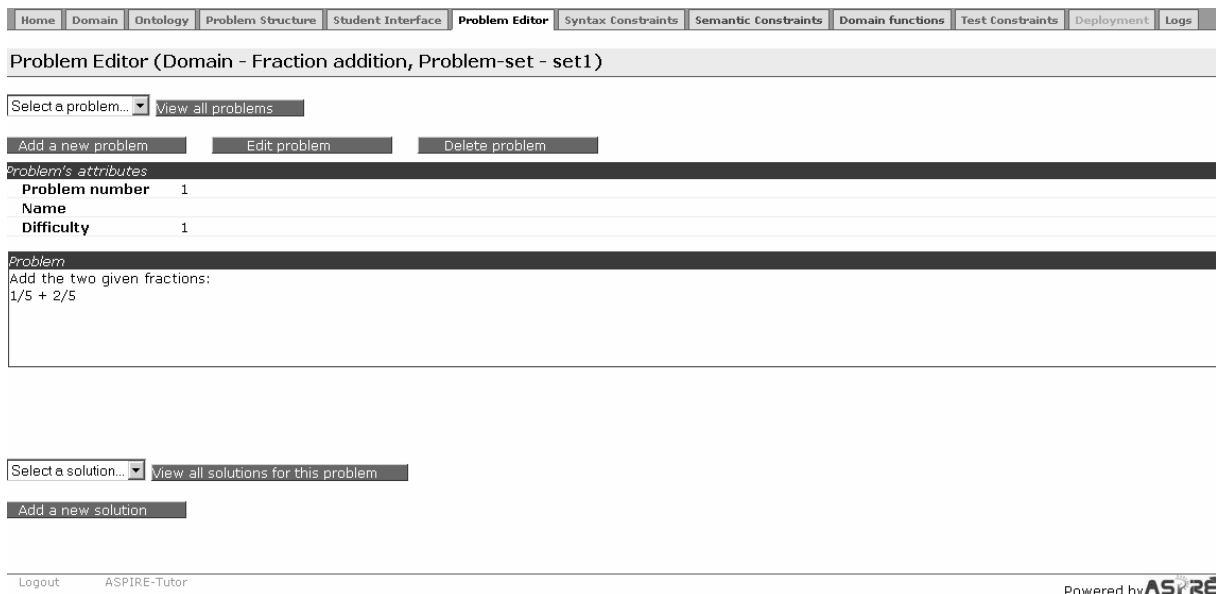 Home Domain Ontology Problem Structure Student Interface Problem Editor Syntax Constraints Semantic Constraints Domain functions Test Constraints Deployment Logs
Problem Editor (Domain - Fraction addition, Problem-set - set1)
Select a problem... View all problems
Add a new problem Edit problem Delete problem
Problem's attributes
Problem number 1
Name
Difficulty 1
Problem
Add the two given fractions:
1/5 + 2/5
Select a solution... View all solutions for this problem
Add a new solution
Logout ASPIRE-Tutor
Powered by ASPIRE